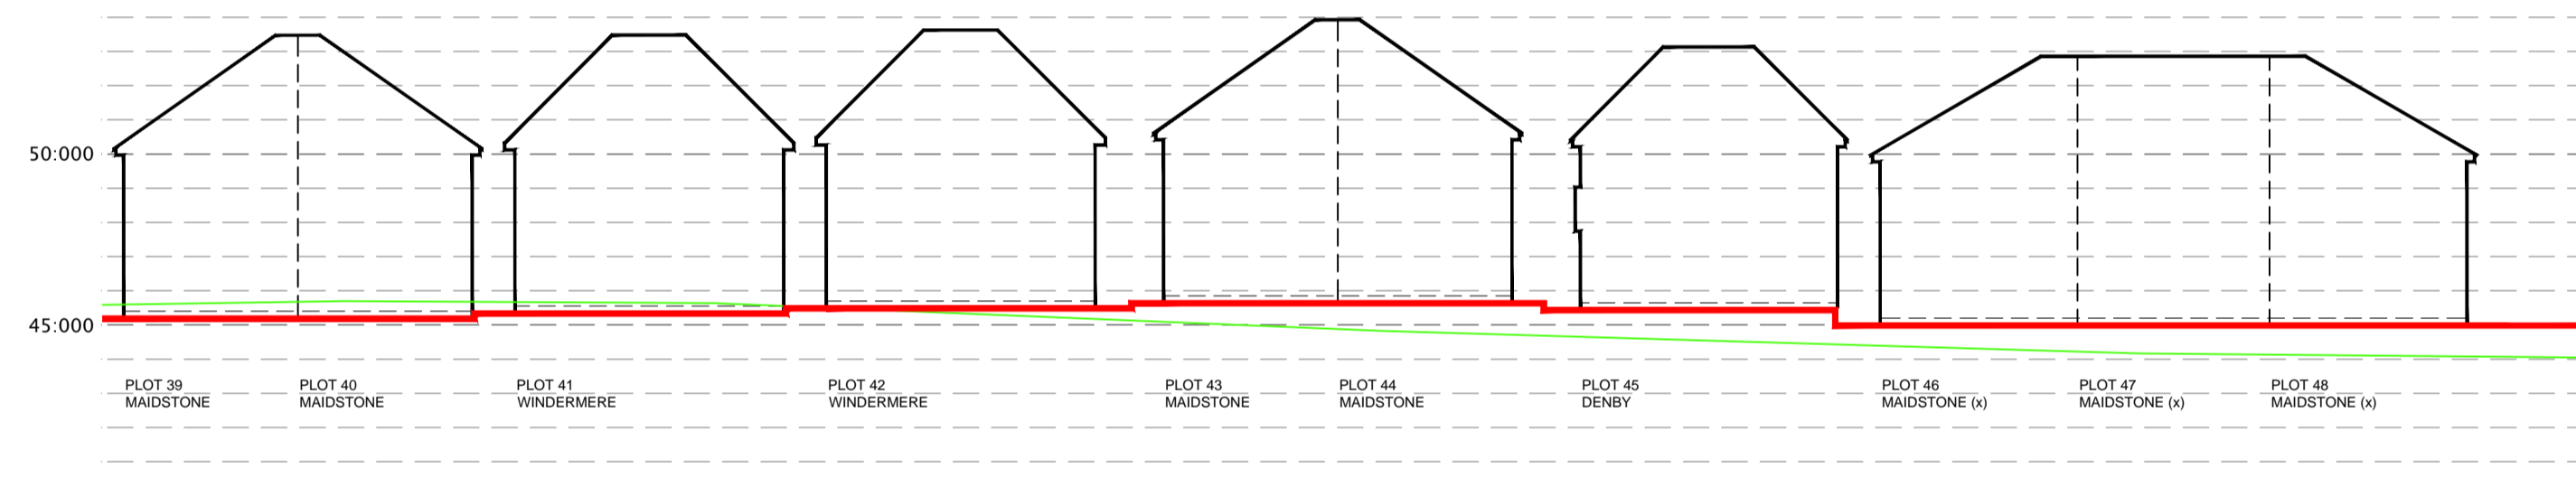 50:000
45:000
PLOT 39
MAIDSTONE
PLOT 40
MAIDSTONE
PLOT 41
WINDERMERE
PLOT 42
WINDERMERE
PLOT 43
MAIDSTONE
PLOT 44
MAIDSTONE
PLOT 45
DENBY
PLOT 46
MAIDSTONE (x)
PLOT 47
MAIDSTONE (x)
PLOT 48
MAIDSTONE (x)